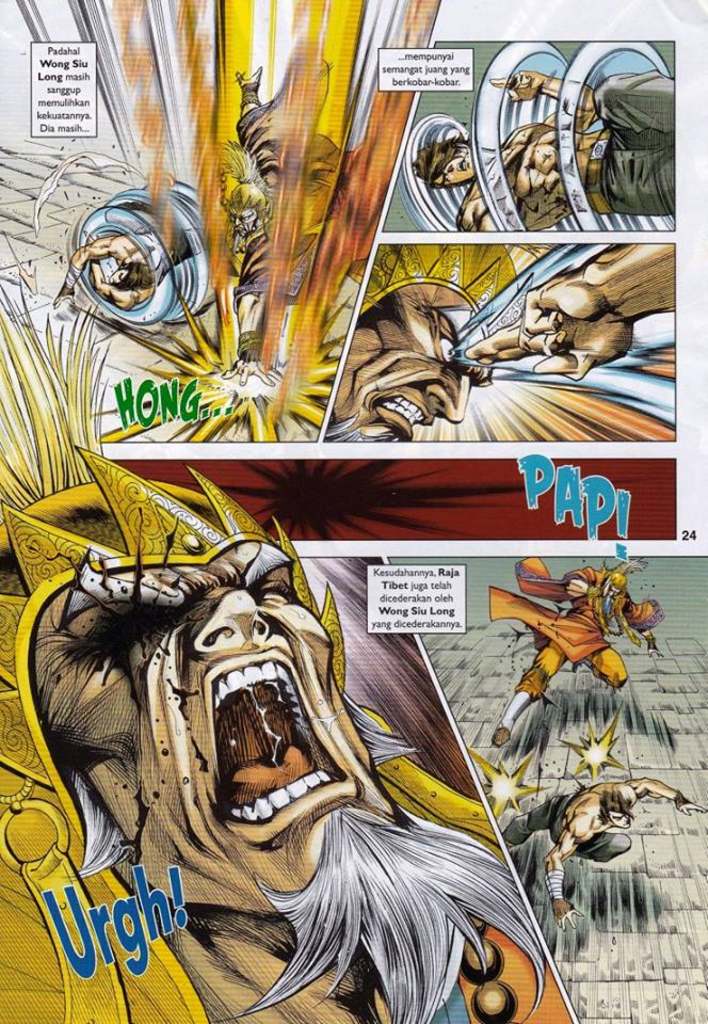 Padahal
Wong Siu
Long masih
sanggup
memulihkan
kekuatannya.
Dia masih...
...mempunyai
semangat juang yang
berkobar-kobar.
HONG...
PAPI
24
Kesudahannya, Raja
Tibet juga telah
dicederakan oleh
Wong Siu Long
yang dicederakannya.
Urgh!